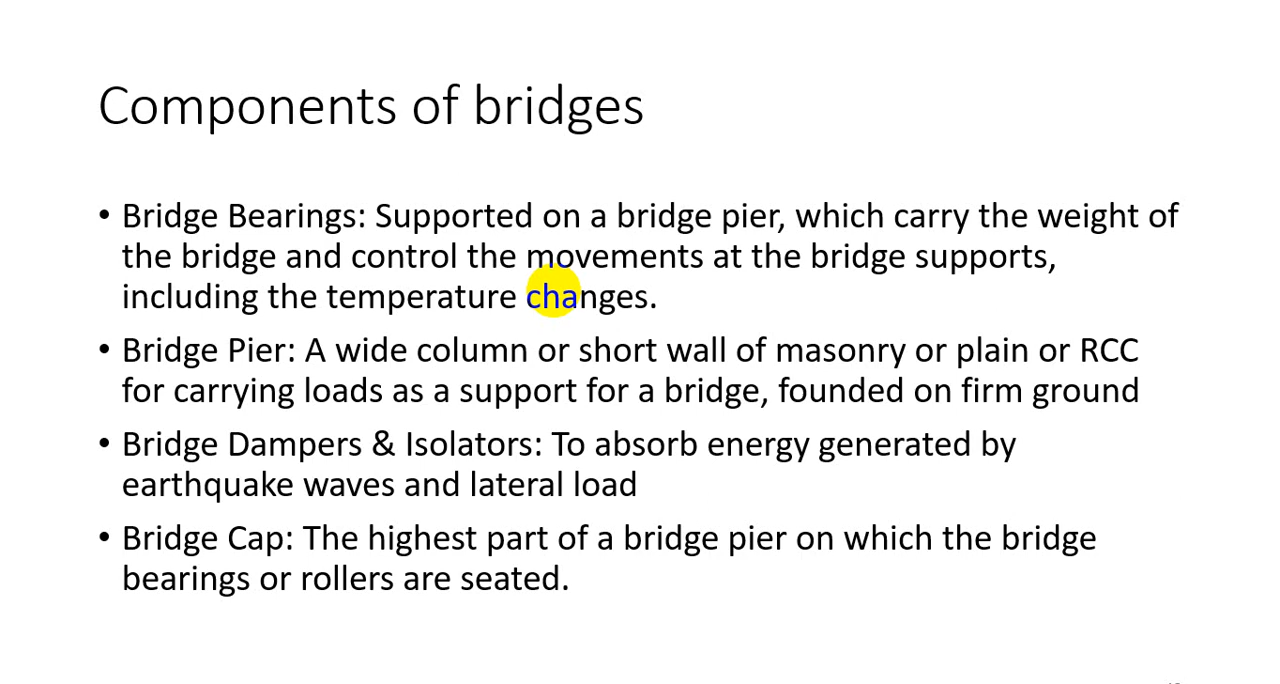 Components of bridges
• Bridge Bearings: Supported on a bridge pier, which carry the weight of
the bridge and control the movements at the bridge supports,
including the temperature changes.
• Bridge Pier: A wide column or short wall of masonry or plain or RCC
for carrying loads as a support for a bridge, founded on firm ground
• Bridge Dampers & Isolators: To absorb energy generated by
earthquake waves and lateral load
• Bridge Cap: The highest part of a bridge pier on which the bridge
bearings or rollers are seated.